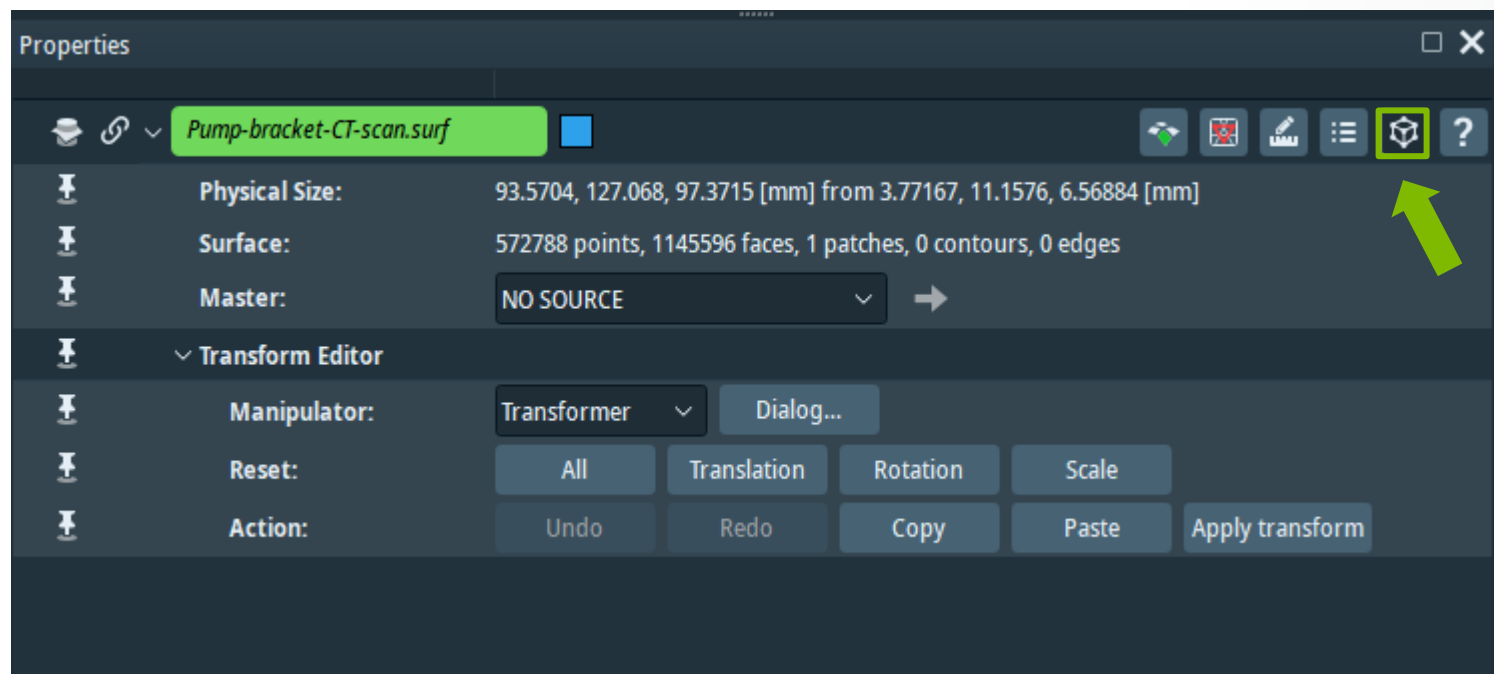 Properties
Pump-bracket-CT-scan.surf ?
Physical Size: 93.5704, 127.068, 97.3715 [mm] from 3.77167, 11.1576, 6.56884 [mm]
Surface: 572788 points, 1145596 faces, 1 patches, 0 contours, 0 edges
Master: NO SOURCE
Transform Editor
Manipulator: Transformer Dialog...
Reset: All Translation Rotation Scale
Action: Undo Redo Copy Paste Apply transform